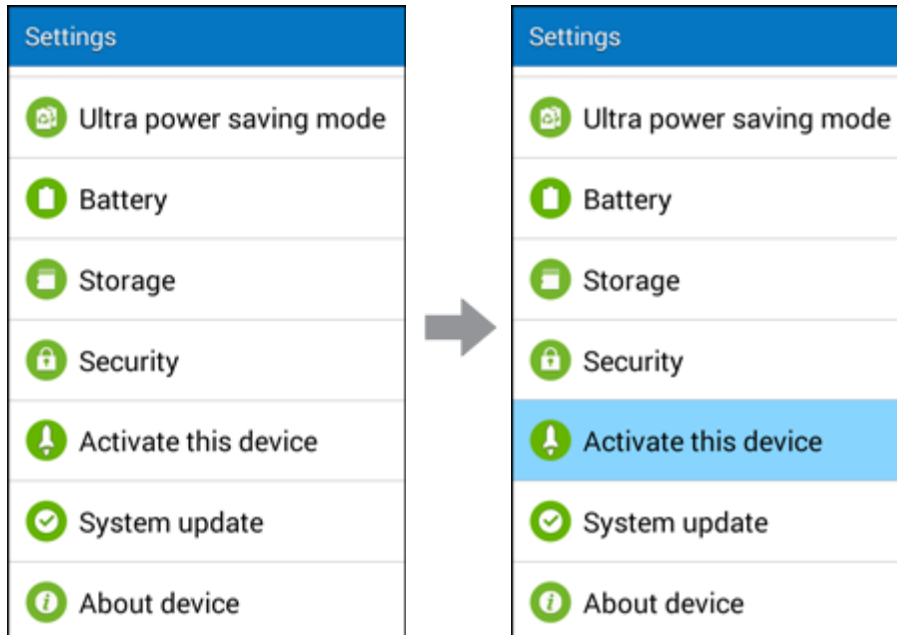 Settings
Ultra power saving mode
Battery
Storage
Security
Activate this device
System update
About device
Settings
Ultra power saving mode
Battery
Storage
Security
Activate this device
System update
About device